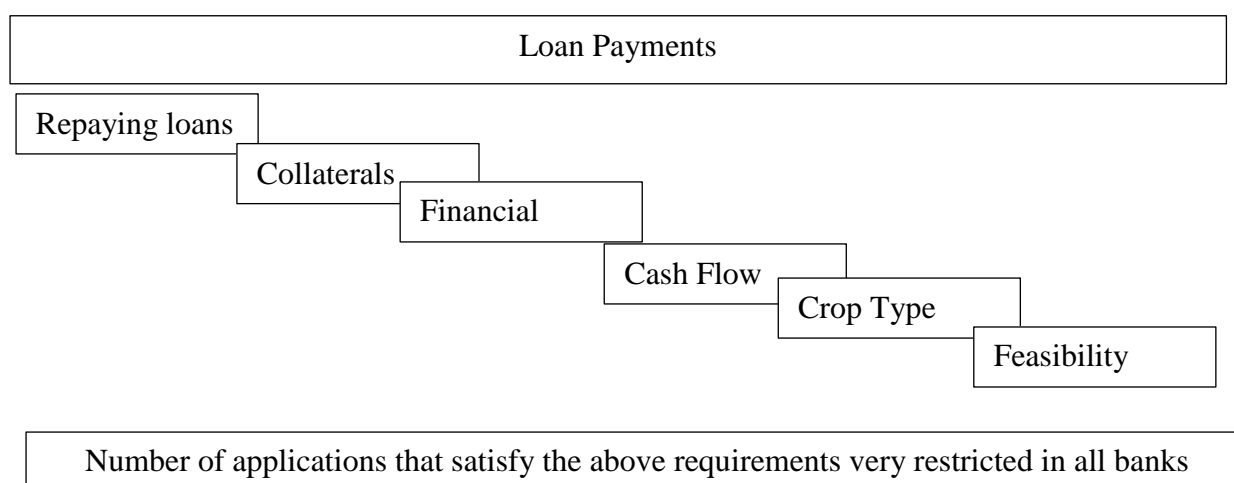 Loan Payments
Repaying loans
Collaterals
Financial
Cash Flow
Crop Type
Feasibility
Number of applications that satisfy the above requirements very restricted in all banks